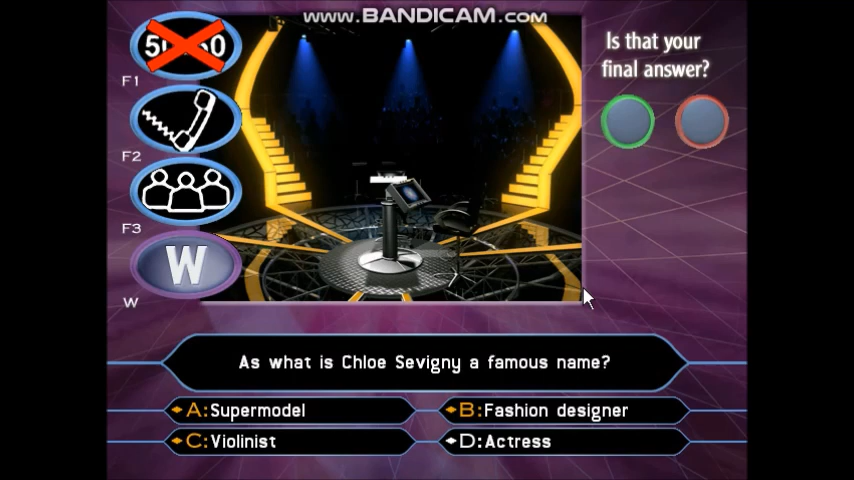 WWW.BANDICAM.COM
Is that your
final answer?
F1
F2
F3
W
W
As what is Chloe Sevigny a famous name?
A:Supermodel
B:Fashion designer
C:Violinist
D:Actress